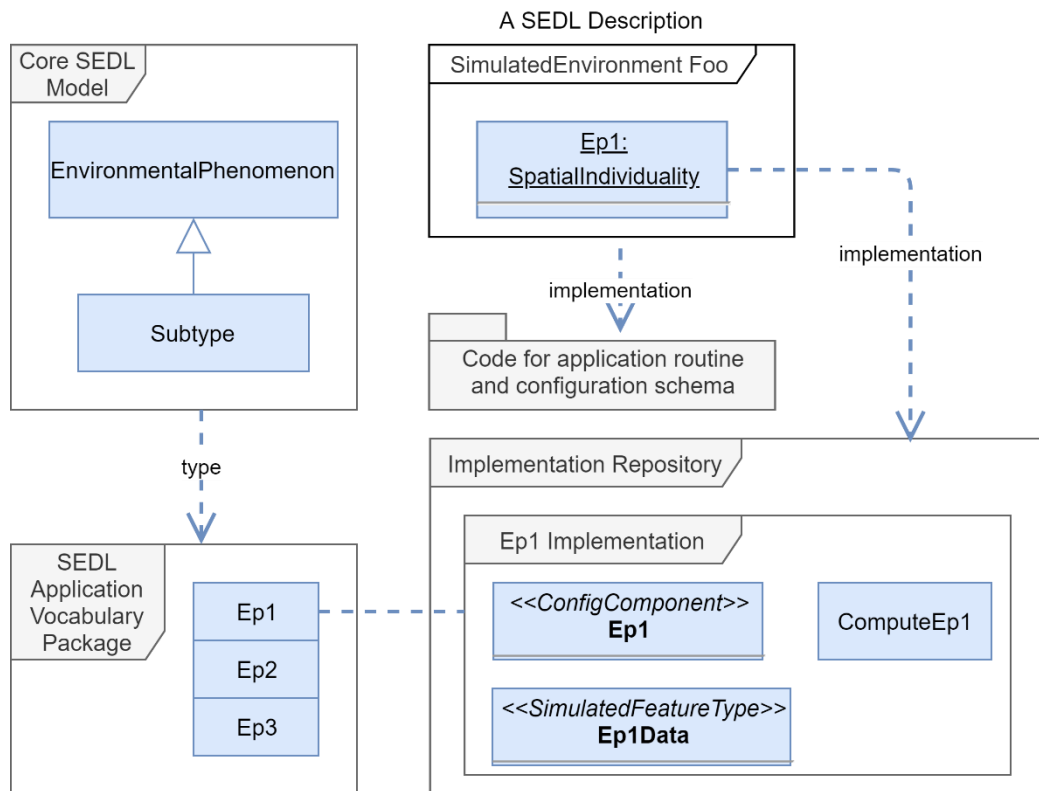 A SEDL Description
Core SEDL
Model
EnvironmentalPhenomenon
Subtype
type
SEDL
Application
Vocabulary
Package
Ep1
Ep2
Ep3
SimulatedEnvironment Foo
Ep1:
SpatialIndividuality
implementation
implementation
Code for application routine
and configuration schema
Implementation Repository
Ep1 Implementation
<<ConfigComponent>>
Ep1
ComputeEp1
<<SimulatedFeatureType>>
Ep1Data